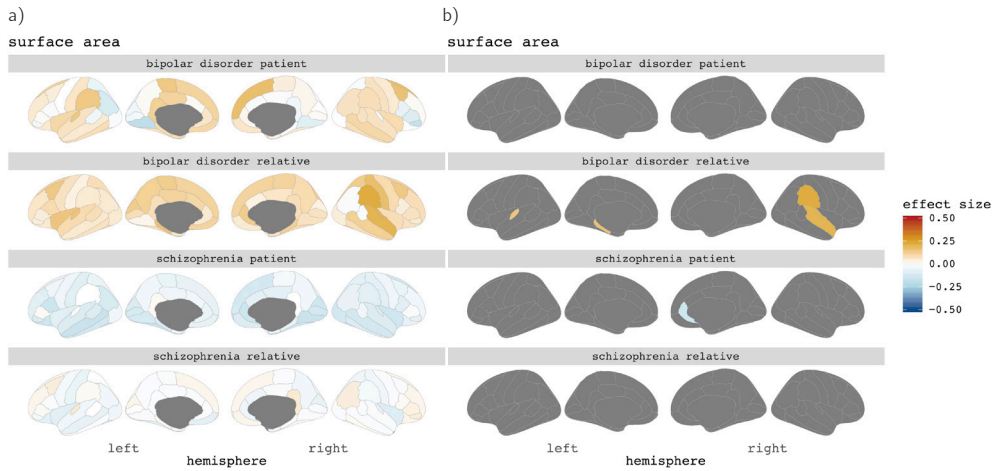 a)
surface area
bipolar disorder patient
bipolar disorder relative
schizophrenia patient
schizophrenia relative
left right
hemisphere
b)
surface area
bipolar disorder patient
bipolar disorder relative
schizophrenia patient
schizophrenia relative
left right
hemisphere
effect size
0.50
0.25
0.00
-0.25
-0.50